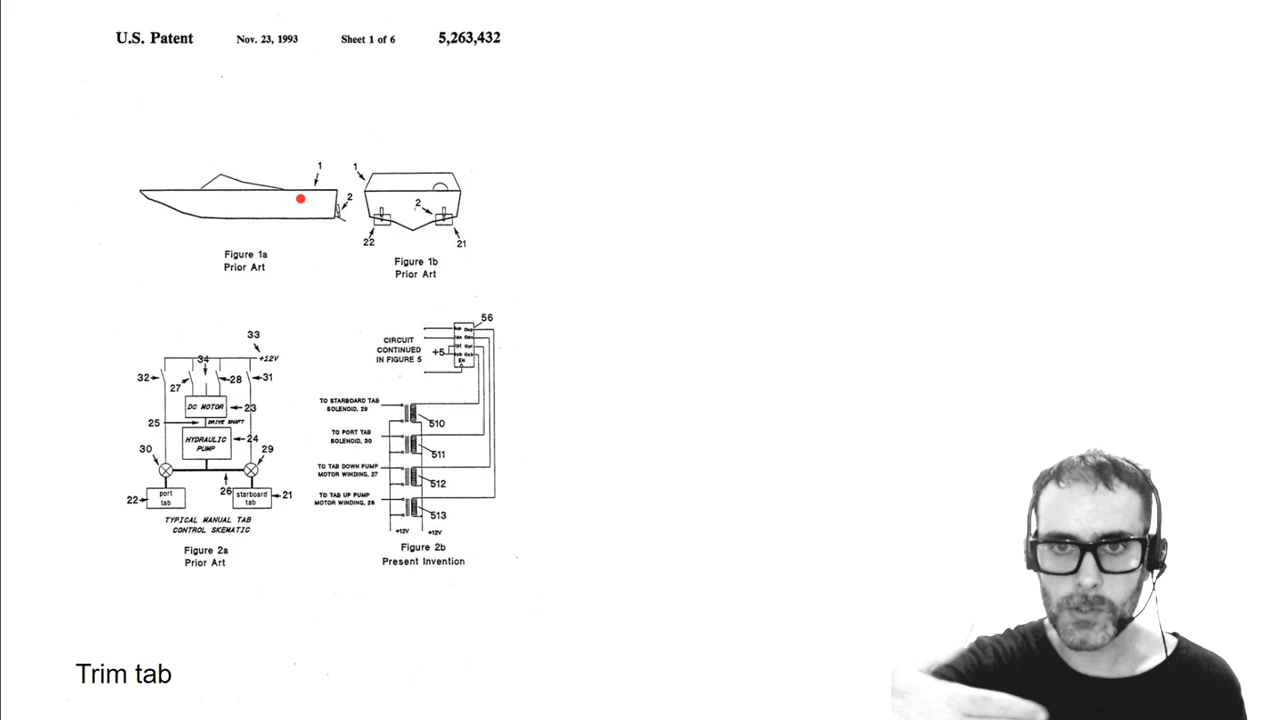 U.S. Patent Nov. 23, 1993 Sheet 1 of 6 5,263,432
1
2
Figure 1a
Prior Art
1
2
22
21
Figure 1b
Prior Art
33
34
+12V
32
27
28
31
DC MOTOR
23
25
DRIVE SHAFT
HYDRAULIC
PUMP
24
30
29
26
22
port
tab
starboard
tab
21
TYPICAL MANUAL TAB
CONTROL SKEMATIC
Figure 2a
Prior Art
56
CIRCUIT
CONTINUED
IN FIGURE 5
+5
TO STARBOARD TAB
SOLENOID, 29
510
TO PORT TAB
SOLENOID, 30
511
TO TAB DOWN PUMP
MOTOR WINDING, 27
512
TO TAB UP PUMP
MOTOR WINDING, 28
513
+12V +12V
Figure 2b
Present Invention
Trim tab